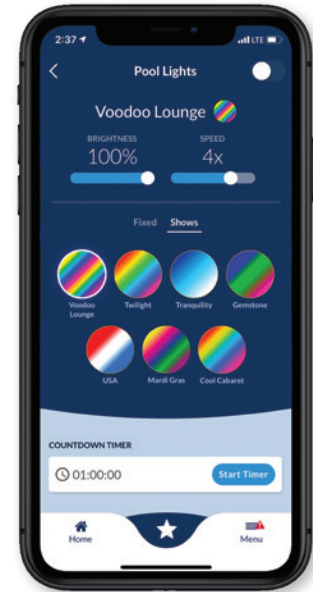 2:37 LTE
Pool Lights
Voodoo Lounge
BRIGHTNESS SPEED
100% 4x
Fixed Shows
Voodoo Twilight Tranquility Gemstone
Lounge
USA Mardi Gras Cool Cabaret
COUNTDOWN TIMER
01:00:00 Start Timer
Home Menu